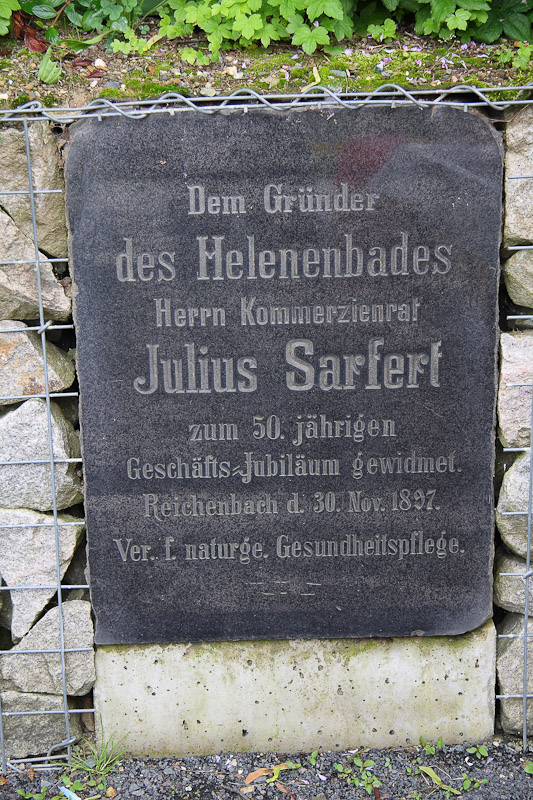 Dem Gründer
des Helenenbades
Herrn Kommerzienrat
Julius Sarfert
zum 50. jährigen
Geschäfts-Jubiläum gewidmet.
Reichenbach d. 30. Nov. 1897.
Ver. f. naturge. Gesundheitspflege.